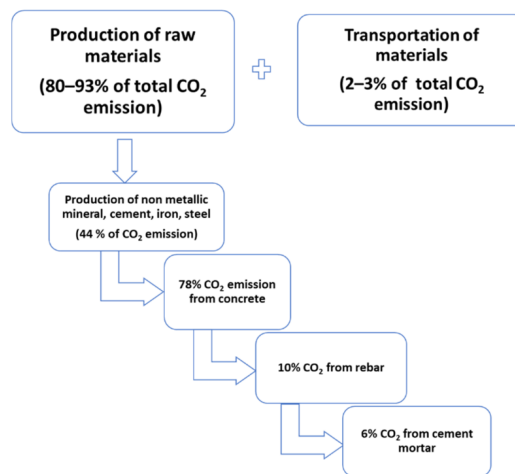 Production of raw
materials
(80–93% of total CO₂
emission)
Transportation of
materials
(2–3% of total CO₂
emission)
Production of non metallic
mineral, cement, iron, steel
(44 % of CO₂ emission)
78% CO₂ emission
from concrete
10% CO₂ from rebar
6% CO₂ from cement
mortar